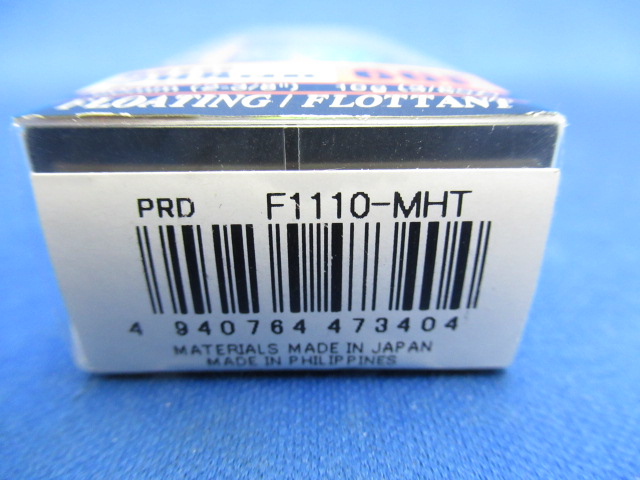 FLOATING / FLOTTANT
PRD F1110-MHT
4 940764 473404
MATERIALS MADE IN JAPAN
MADE IN PHILIPPINES